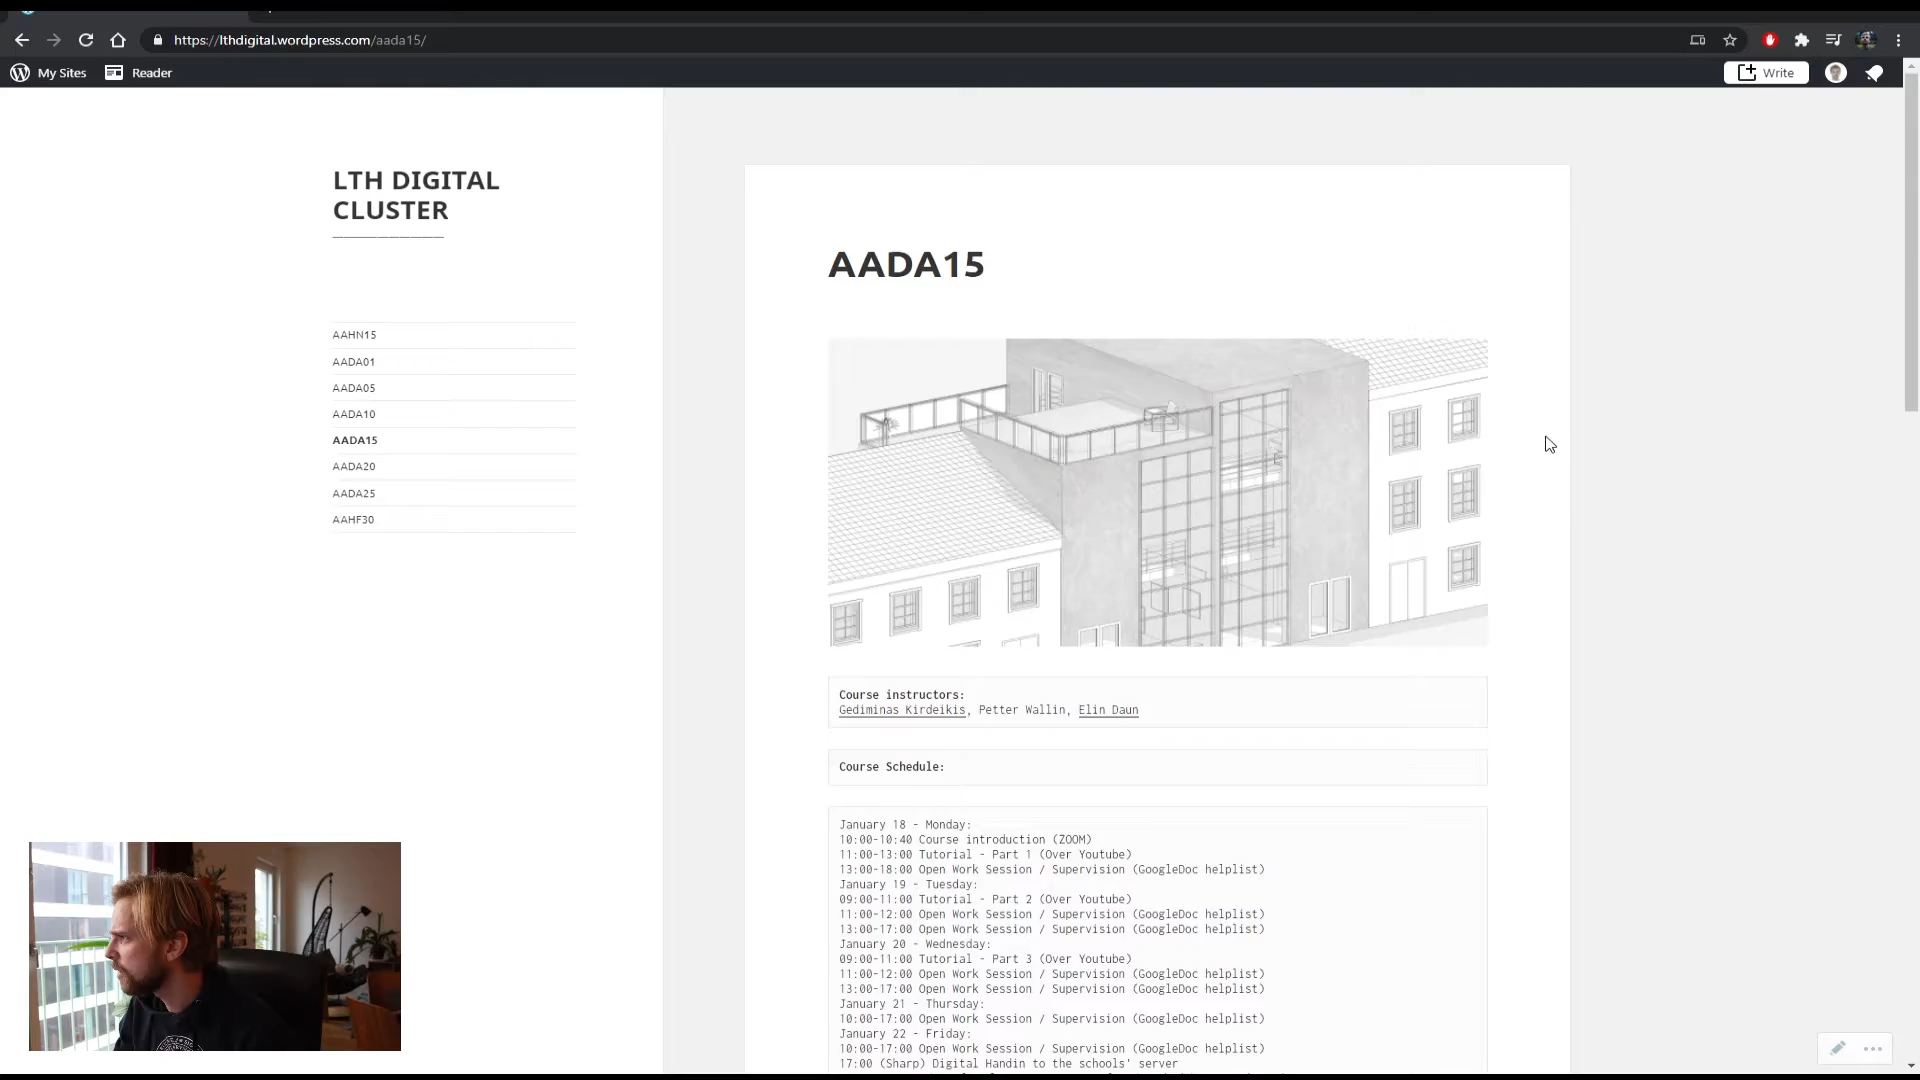 https://lthdigital.wordpress.com/aada15/
My Sites
Reader
Write
LTH DIGITAL
CLUSTER
AAHN15
AADA01
AADA05
AADA10
AADA15
AADA20
AADA25
AAHF30
AADA15
Course instructors:
Gediminas Kirdeikis, Petter Wallin, Elin Daun
Course Schedule:
January 18 - Monday:
10:00-10:40 Course introduction (ZOOM)
11:00-13:00 Tutorial - Part 1 (Over Youtube)
13:00-18:00 Open Work Session / Supervision (GoogleDoc helplist)
January 19 - Tuesday:
09:00-11:00 Tutorial - Part 2 (Over Youtube)
11:00-12:00 Open Work Session / Supervision (GoogleDoc helplist)
13:00-17:00 Open Work Session / Supervision (GoogleDoc helplist)
January 20 - Wednesday:
09:00-11:00 Tutorial - Part 3 (Over Youtube)
11:00-12:00 Open Work Session / Supervision (GoogleDoc helplist)
13:00-17:00 Open Work Session / Supervision (GoogleDoc helplist)
January 21 - Thursday:
10:00-17:00 Open Work Session / Supervision (GoogleDoc helplist)
January 22 - Friday:
10:00-17:00 Open Work Session / Supervision (GoogleDoc helplist)
17:00 (Sharp) Digital Handin to the schools' server